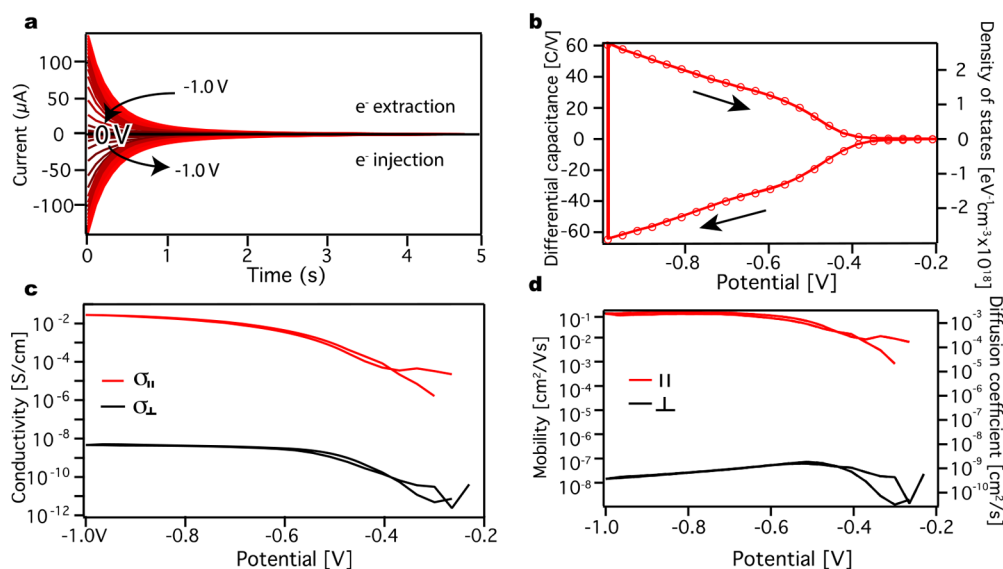 a
Current (µA)
100
50
0
-50
-100
-1.0 V
0 V
-1.0 V
e- extraction
e- injection
0
1
2
3
4
5
Time (s)
b
Differential capacitance [C/V]
60
40
20
0
-20
-40
-60
2
1
0
-1
-2
Density of states [eV⁻¹cm⁻³x10¹⁸]
-0.8
-0.6
-0.4
-0.2
Potential [V]
c
Conductivity [S/cm]
10⁻²
10⁻⁴
10⁻⁶
10⁻⁸
10⁻¹⁰
10⁻¹²
σ||
σ⊥
-1.0V
-0.8
-0.6
-0.4
-0.2
Potential [V]
d
Mobility [cm²/Vs]
10⁻¹
10⁻²
10⁻³
10⁻⁴
10⁻⁵
10⁻⁶
10⁻⁷
10⁻⁸
||
⊥
10⁻³
10⁻⁴
10⁻⁵
10⁻⁶
10⁻⁷
10⁻⁸
10⁻⁹
10⁻¹⁰
Diffusion coefficient [cm²/s]
-1.0
-0.8
-0.6
-0.4
-0.2
Potential [V]